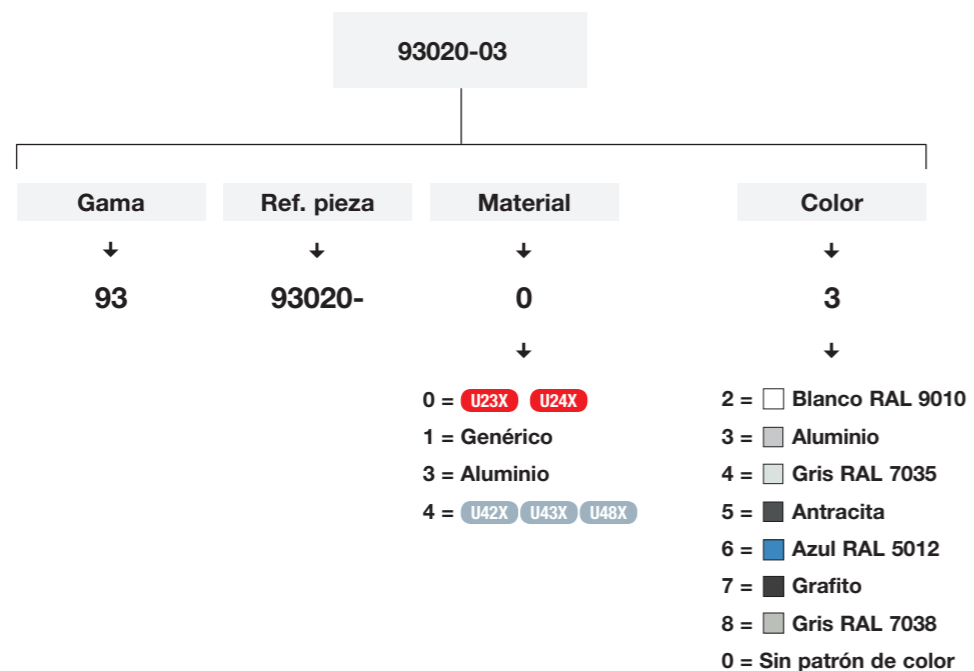 93020-03
Gama
Ref. pieza
Material
Color
93
93020-
0
3
0 = U23X U24X
1 = Genérico
3 = Aluminio
4 = U42X U43X U48X
2 = Blanco RAL 9010
3 = Aluminio
4 = Gris RAL 7035
5 = Antracita
6 = Azul RAL 5012
7 = Grafito
8 = Gris RAL 7038
0 = Sin patrón de color